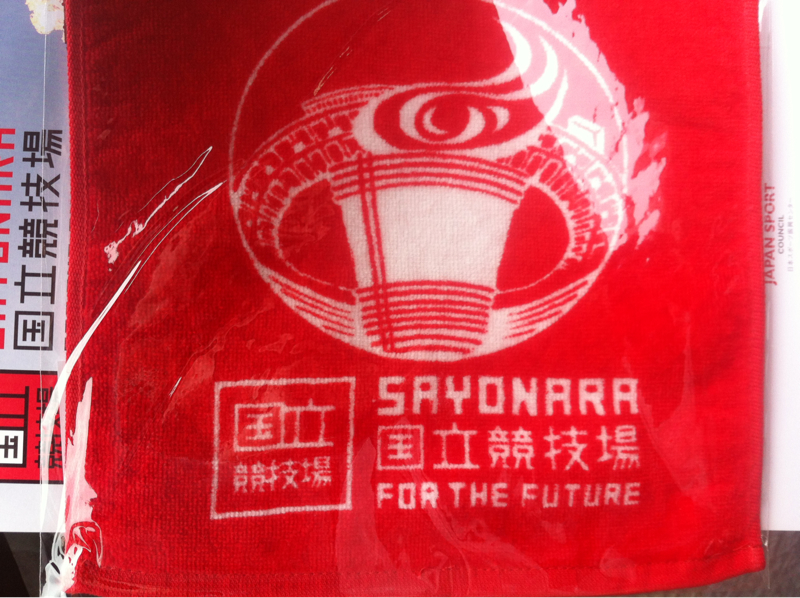 国立
競技場
SAYONARA
国立競技場
FOR THE FUTURE
国立競技場
JAPAN SPORT
COUNCIL